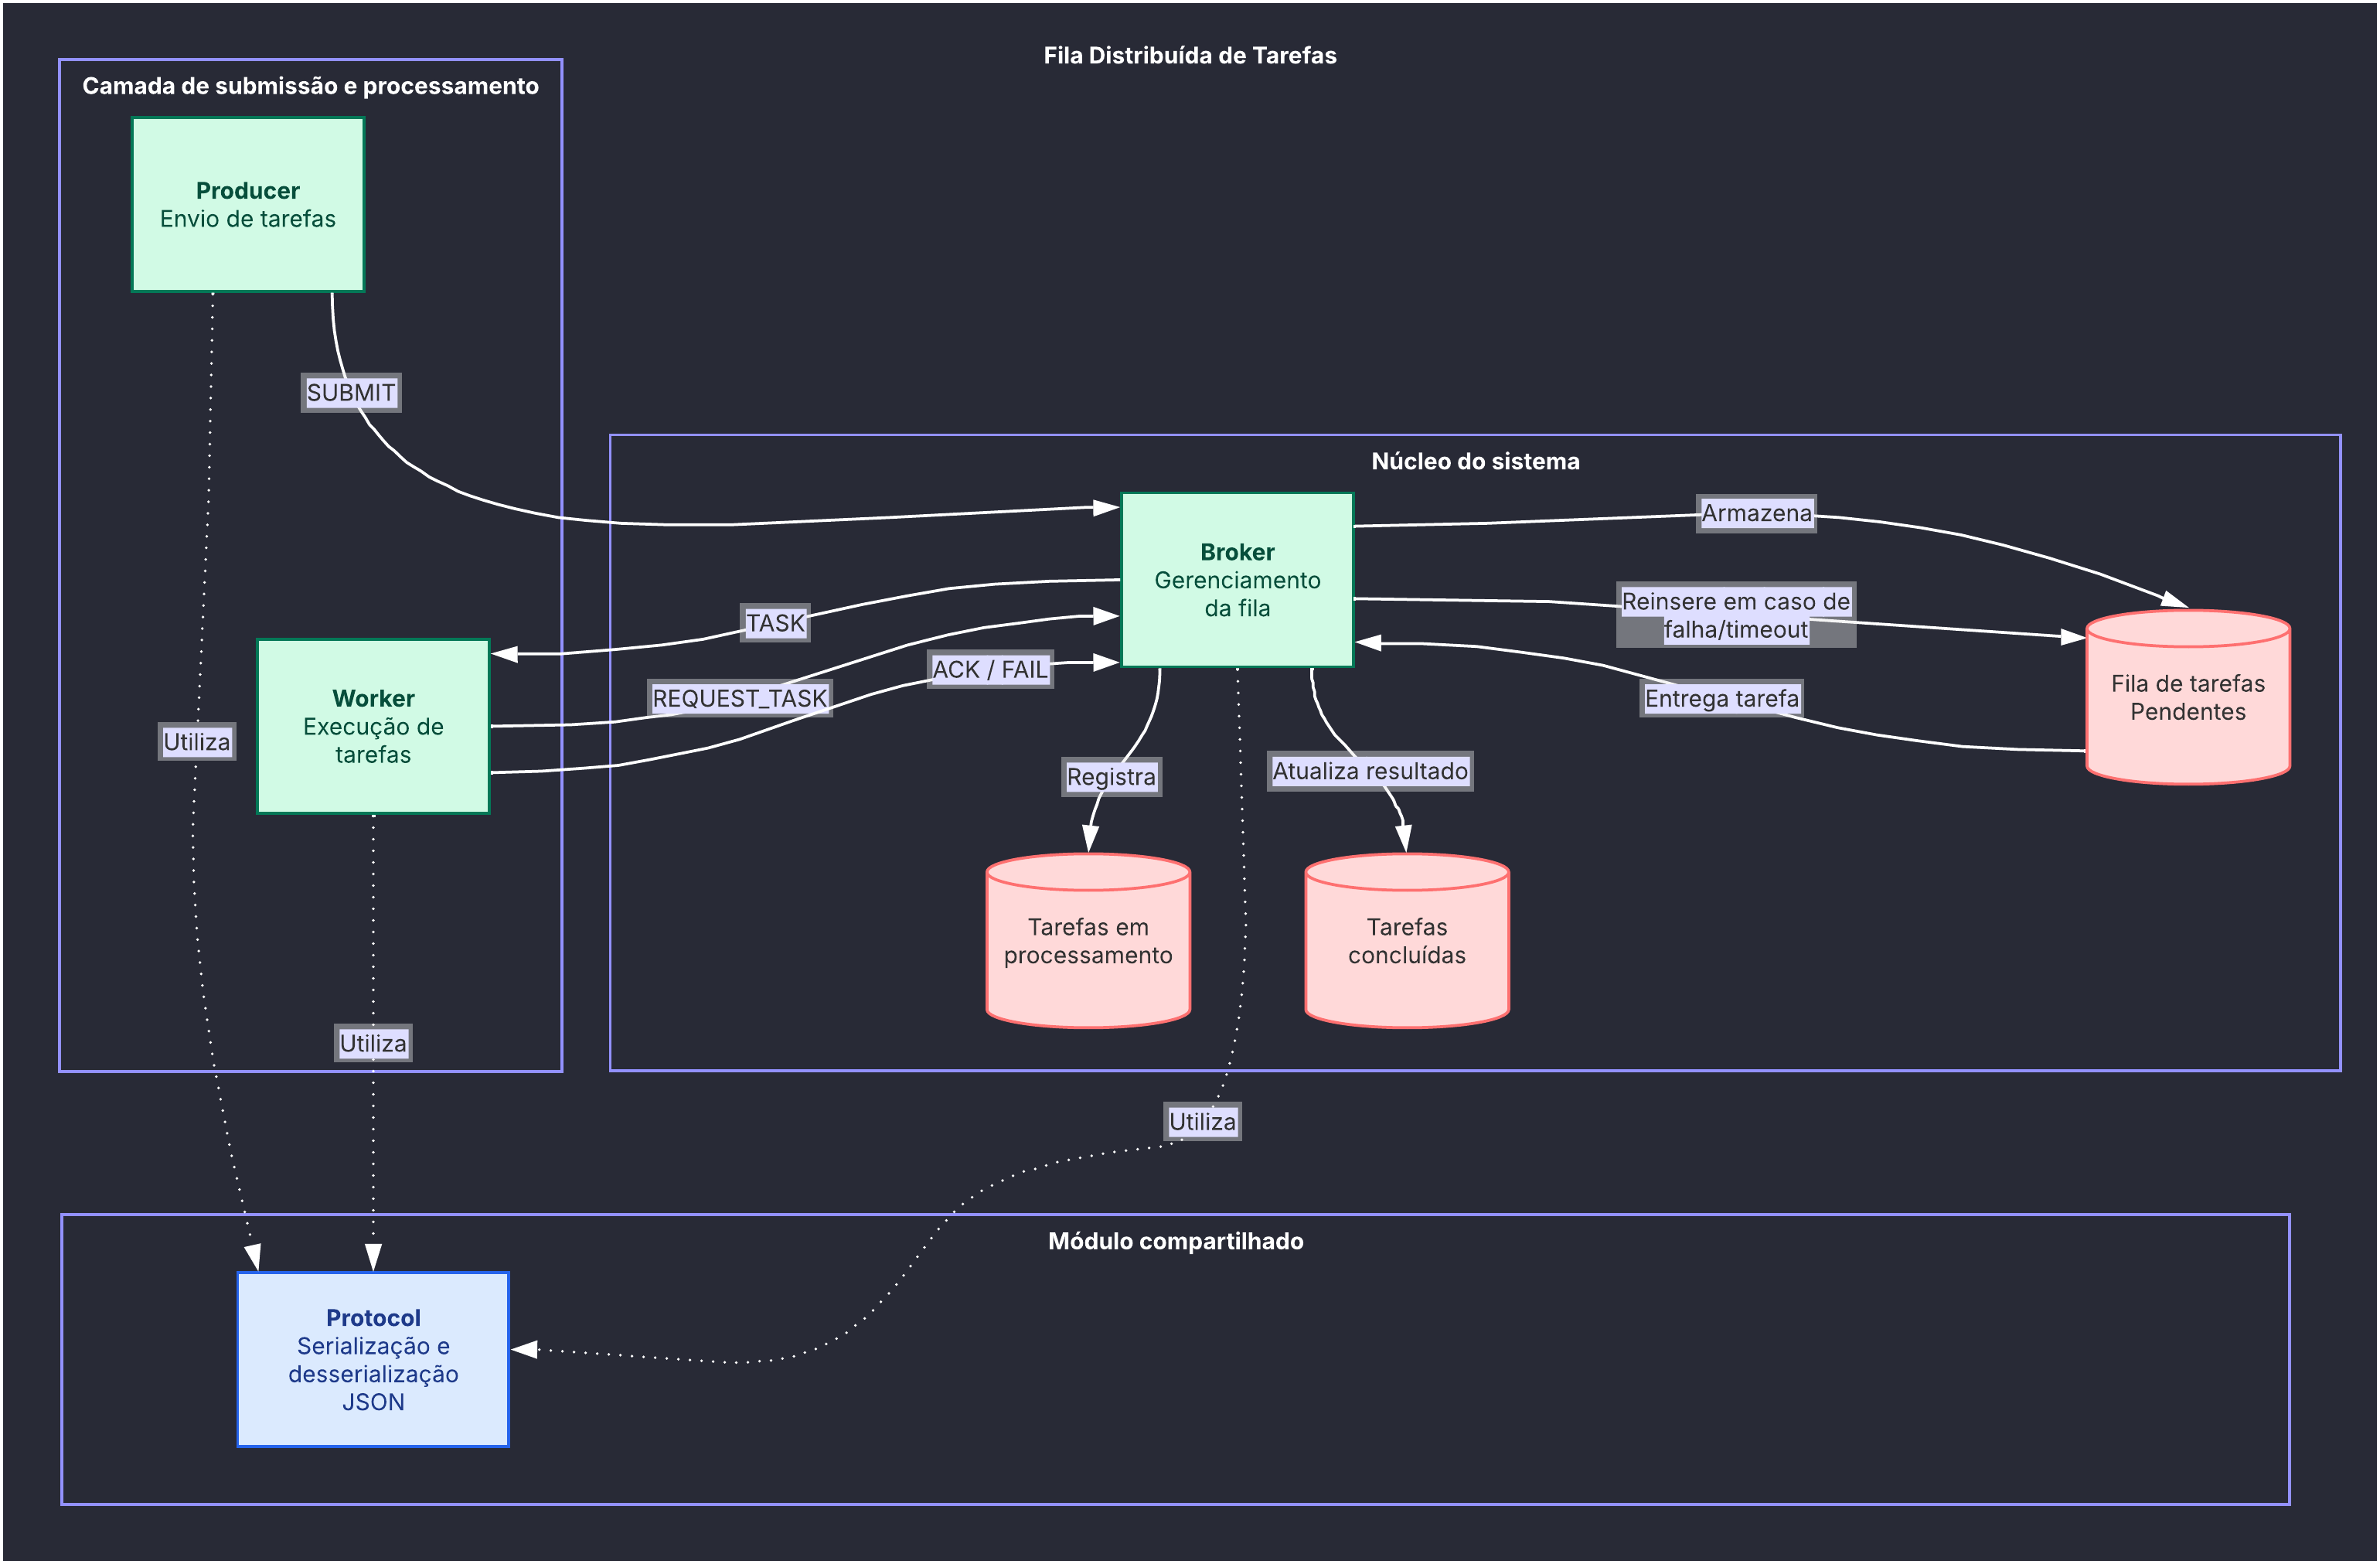 Fila Distribuída de Tarefas
Camada de submissão e processamento
Producer
Envio de tarefas
SUBMIT
Núcleo do sistema
Broker
Gerenciamento
da fila
Armazena
Reinsere em caso de
falha/timeout
Entrega tarefa
Fila de tarefas
Pendentes
TASK
REQUEST_TASK
ACK / FAIL
Worker
Execução de
tarefas
Utiliza
Registra
Atualiza resultado
Tarefas em
processamento
Tarefas
concluídas
Utiliza
Utiliza
Módulo compartilhado
Protocol
Serialização e
desserialização
JSON